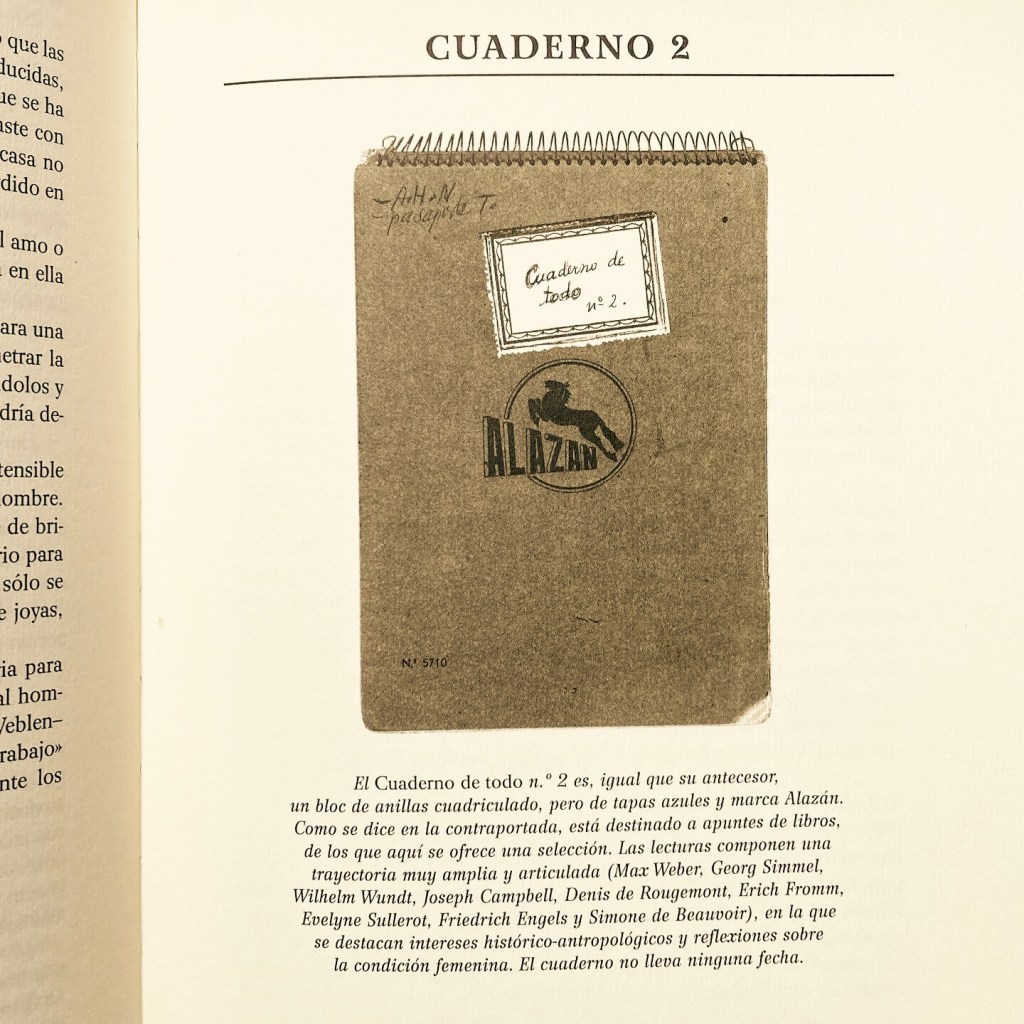 que las
ducidas,
ue se ha
aste con
casa no
dido en
l amo o
en ella
ara una
etrar la
dolos y
dría de-
tensible
ombre.
de bri-
rio para
sólo se
e joyas,
ria para
al hom-
Veblen–
rabajo»
nte los
CUADERNO 2
pasaporte
Cuaderno de
todo
nº 2.
ALAZAN
N.º 5710
El Cuaderno de todo n.º 2 es, igual que su antecesor,
un bloc de anillas cuadriculado, pero de tapas azules y marca Alazán.
Como se dice en la contraportada, está destinado a apuntes de libros,
de los que aquí se ofrece una selección. Las lecturas componen una
trayectoria muy amplia y articulada (Max Weber, Georg Simmel,
Wilhelm Wundt, Joseph Campbell, Denis de Rougemont, Erich Fromm,
Evelyne Sullerot, Friedrich Engels y Simone de Beauvoir), en la que
se destacan intereses histórico-antropológicos y reflexiones sobre
la condición femenina. El cuaderno no lleva ninguna fecha.